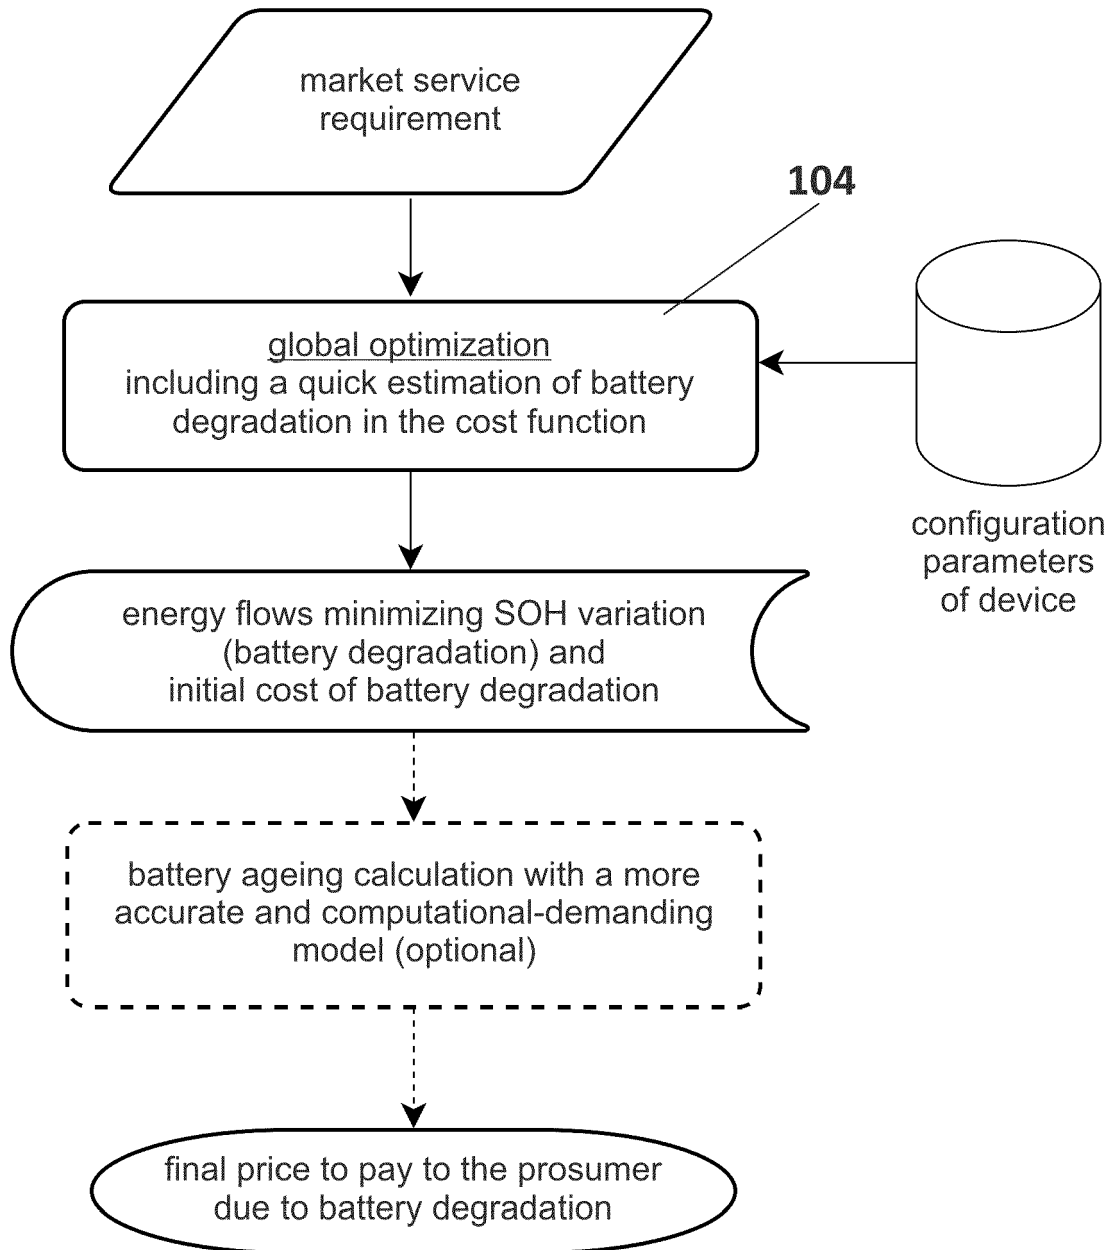 market service
requirement
104
global optimization
including a quick estimation of battery
degradation in the cost function
configuration
parameters
of device
energy flows minimizing SOH variation
(battery degradation) and
initial cost of battery degradation
battery ageing calculation with a more
accurate and computational-demanding
model (optional)
final price to pay to the prosumer
due to battery degradation